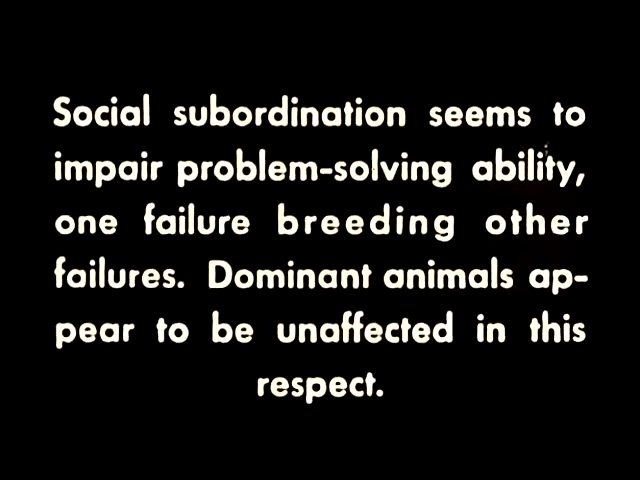 Social subordination seems to
impair problem-solving ability,
one failure breeding other
failures. Dominant animals ap-
pear to be unaffected in this
respect.